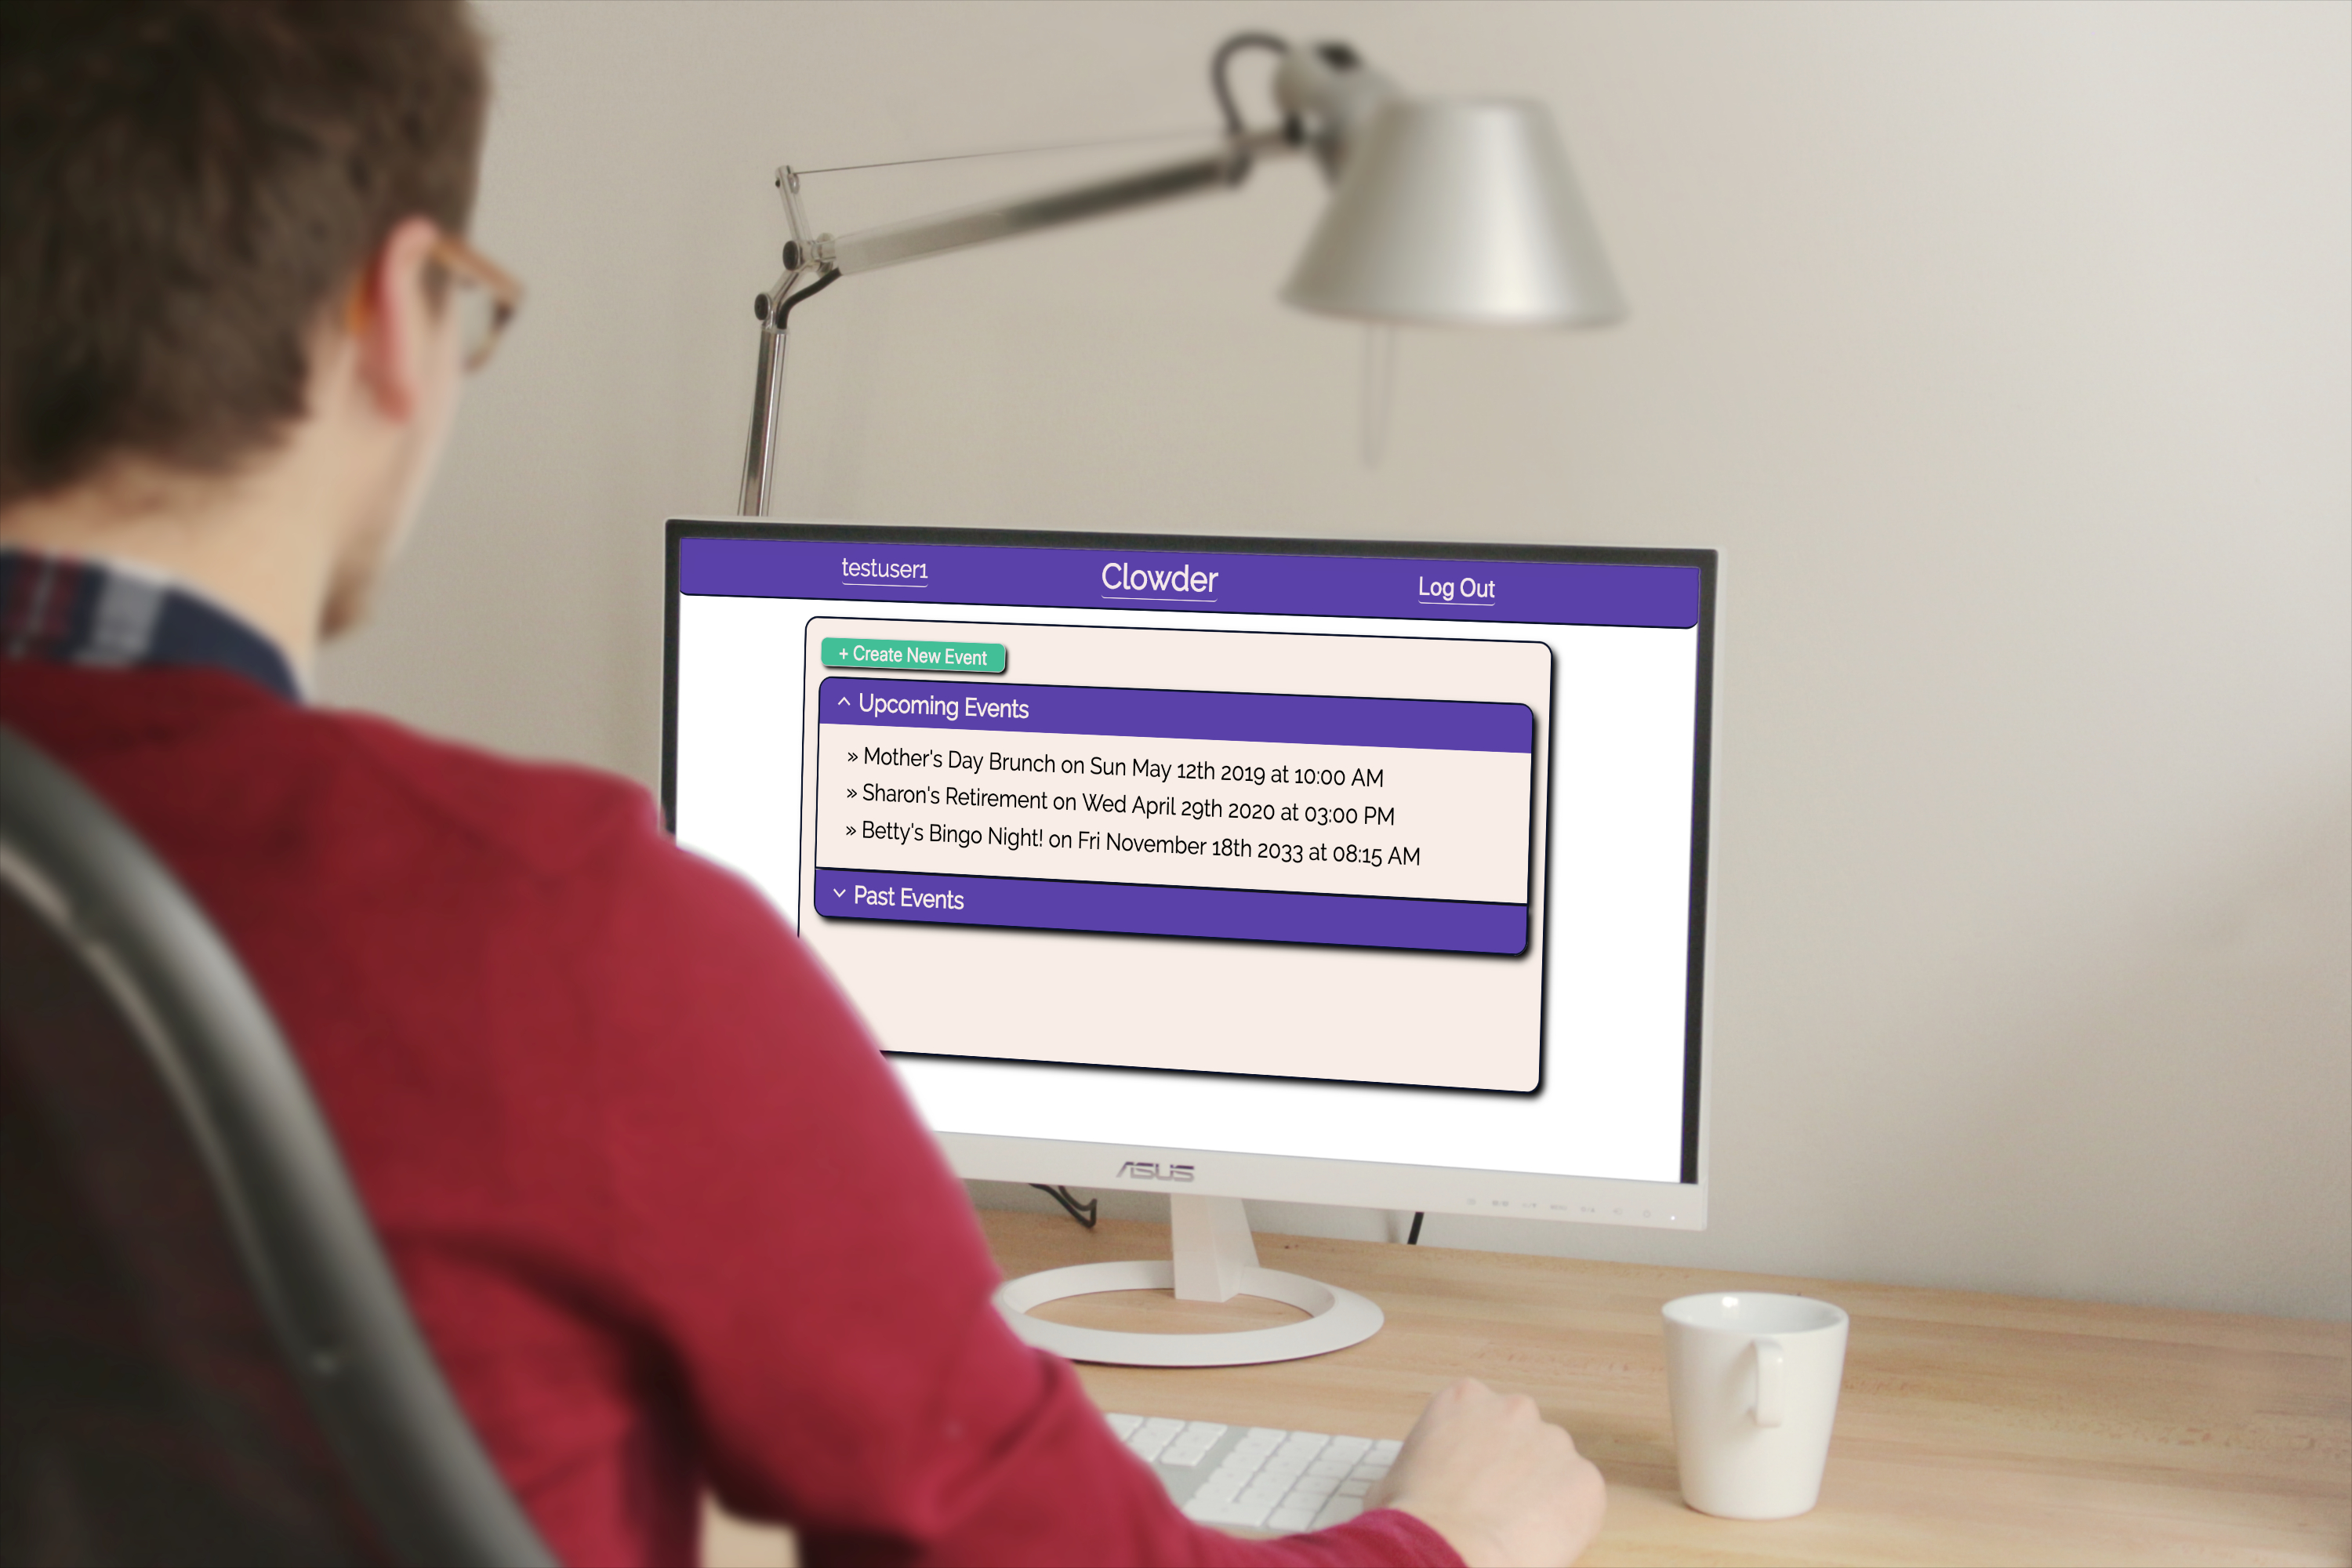 testuser1
Clowder
Log Out
+ Create New Event
^ Upcoming Events
» Mother's Day Brunch on Sun May 12th 2019 at 10:00 AM
» Sharon's Retirement on Wed April 29th 2020 at 03:00 PM
» Betty's Bingo Night! on Fri November 18th 2033 at 08:15 AM
⌄ Past Events
ASUS